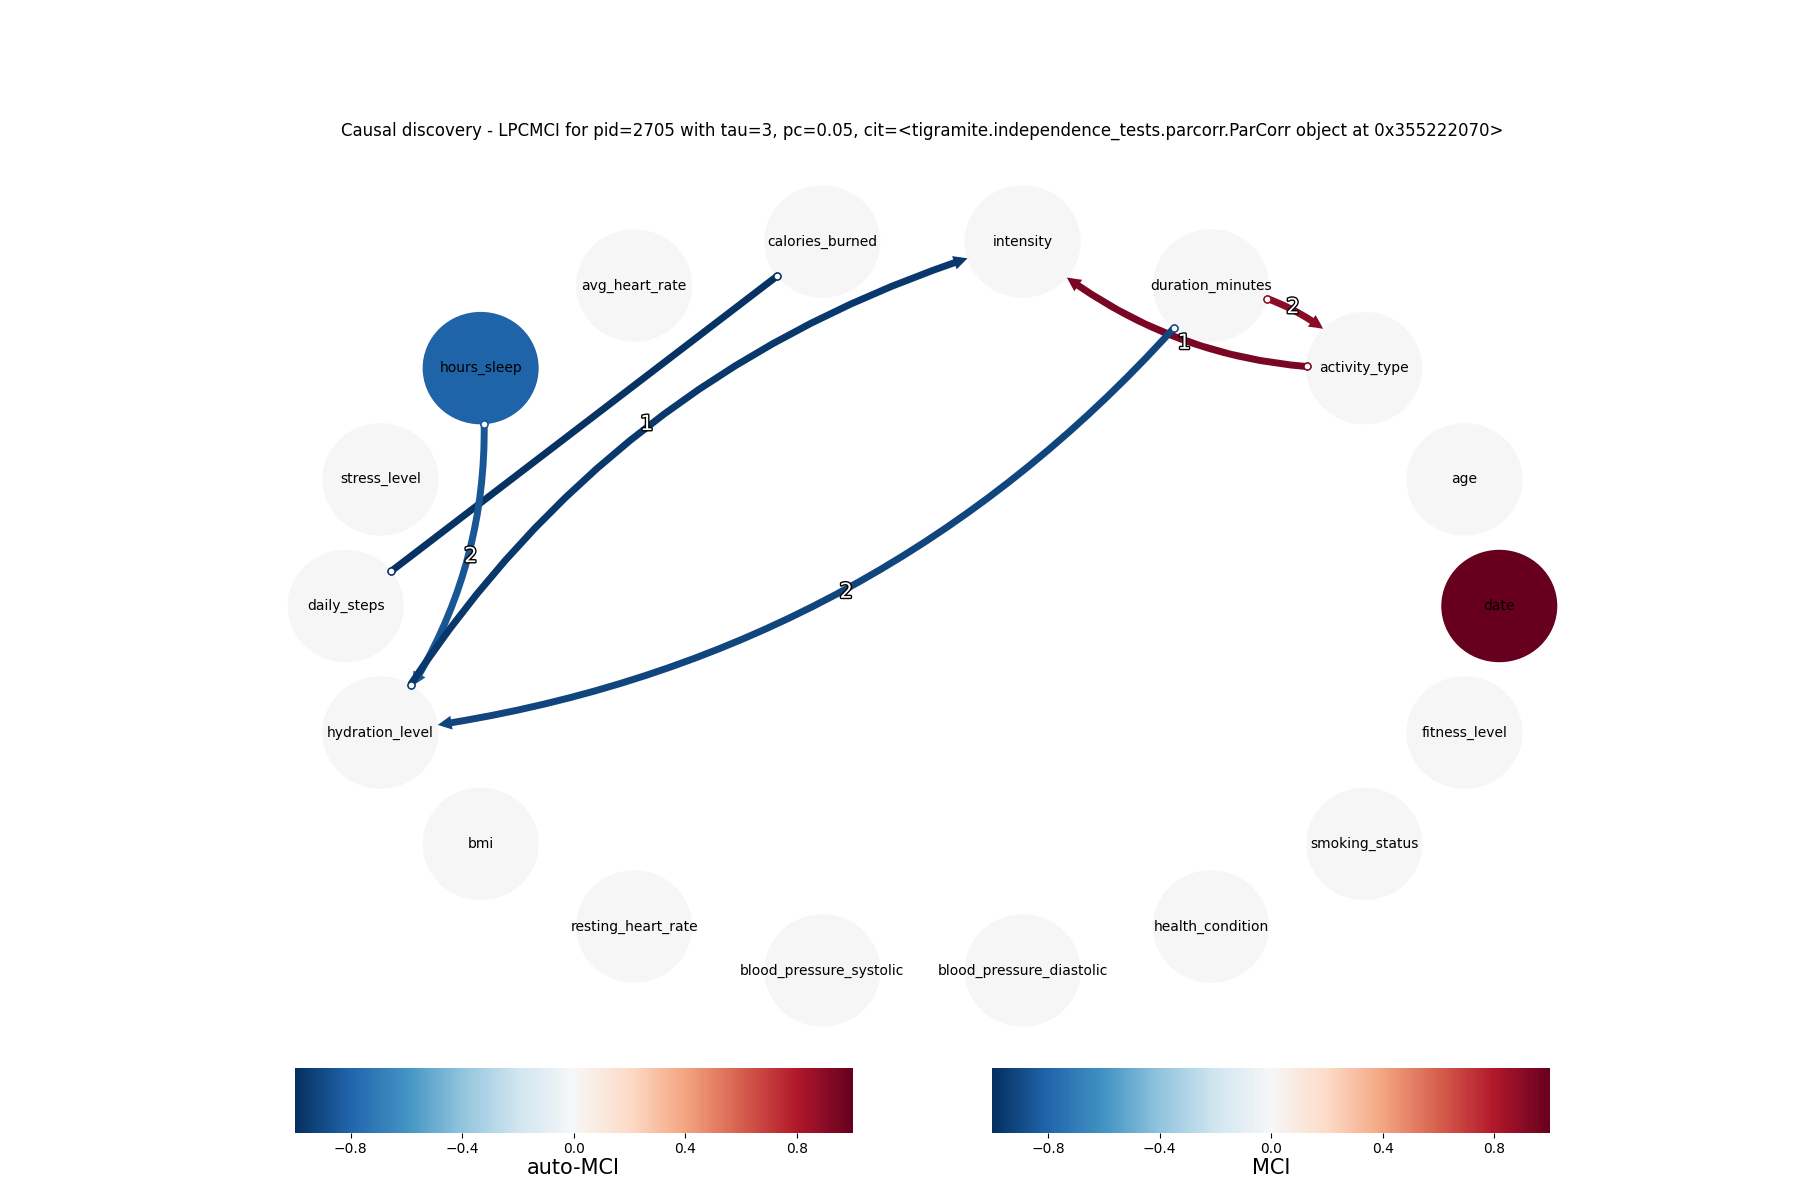 Causal discovery - LPCMCI for pid=2705 with tau=3, pc=0.05, cit=<tigramite.independence_tests.parcorr.ParCorr object at 0x355222070>
calories_burned
intensity
avg_heart_rate
duration_minutes
2
1
hours_sleep
activity_type
1
stress_level
age
2
2
daily_steps
date
hydration_level
fitness_level
bmi
smoking_status
resting_heart_rate
health_condition
blood_pressure_systolic
blood_pressure_diastolic
−0.8 −0.4 0.0 0.4 0.8
auto-MCI
−0.8 −0.4 0.0 0.4 0.8
MCI